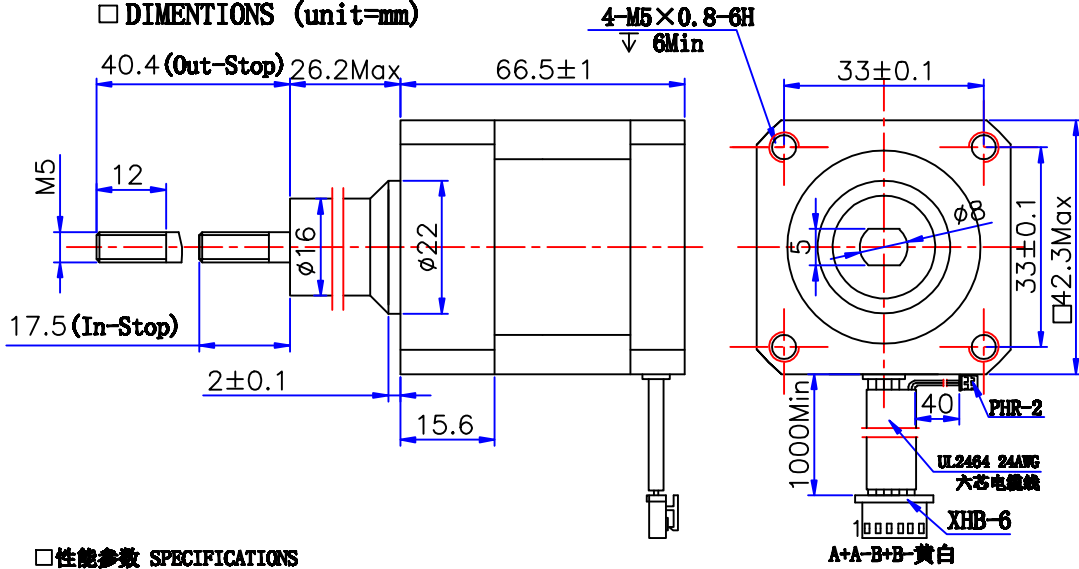 □ DIMENTIONS (unit=mm)
4-M5×0.8-6H
↧ 6Min
40.4(Out-Stop)
26.2Max
66.5±1
33±0.1
M5
12
ø16
ø22
5
ø8
33±0.1
□42.3Max
17.5(In-Stop)
2±0.1
15.6
1000Min
40
PHR-2
UL2464 24AWG
六芯电缆线
XHB-6
1
A+A-B+B-黄白
□性能参数 SPECIFICATIONS